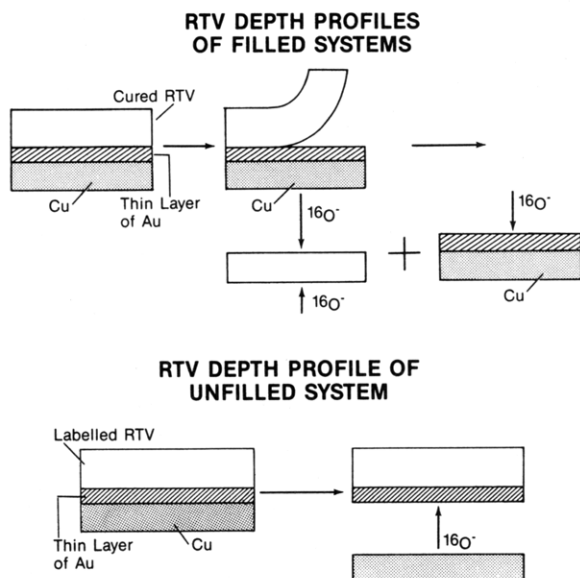 RTV DEPTH PROFILES
OF FILLED SYSTEMS
Cured RTV
Cu
Thin Layer
of Au
Cu
16O-
16O-
16O-
Cu
RTV DEPTH PROFILE OF
UNFILLED SYSTEM
Labelled RTV
Thin Layer
of Au
Cu
16O-